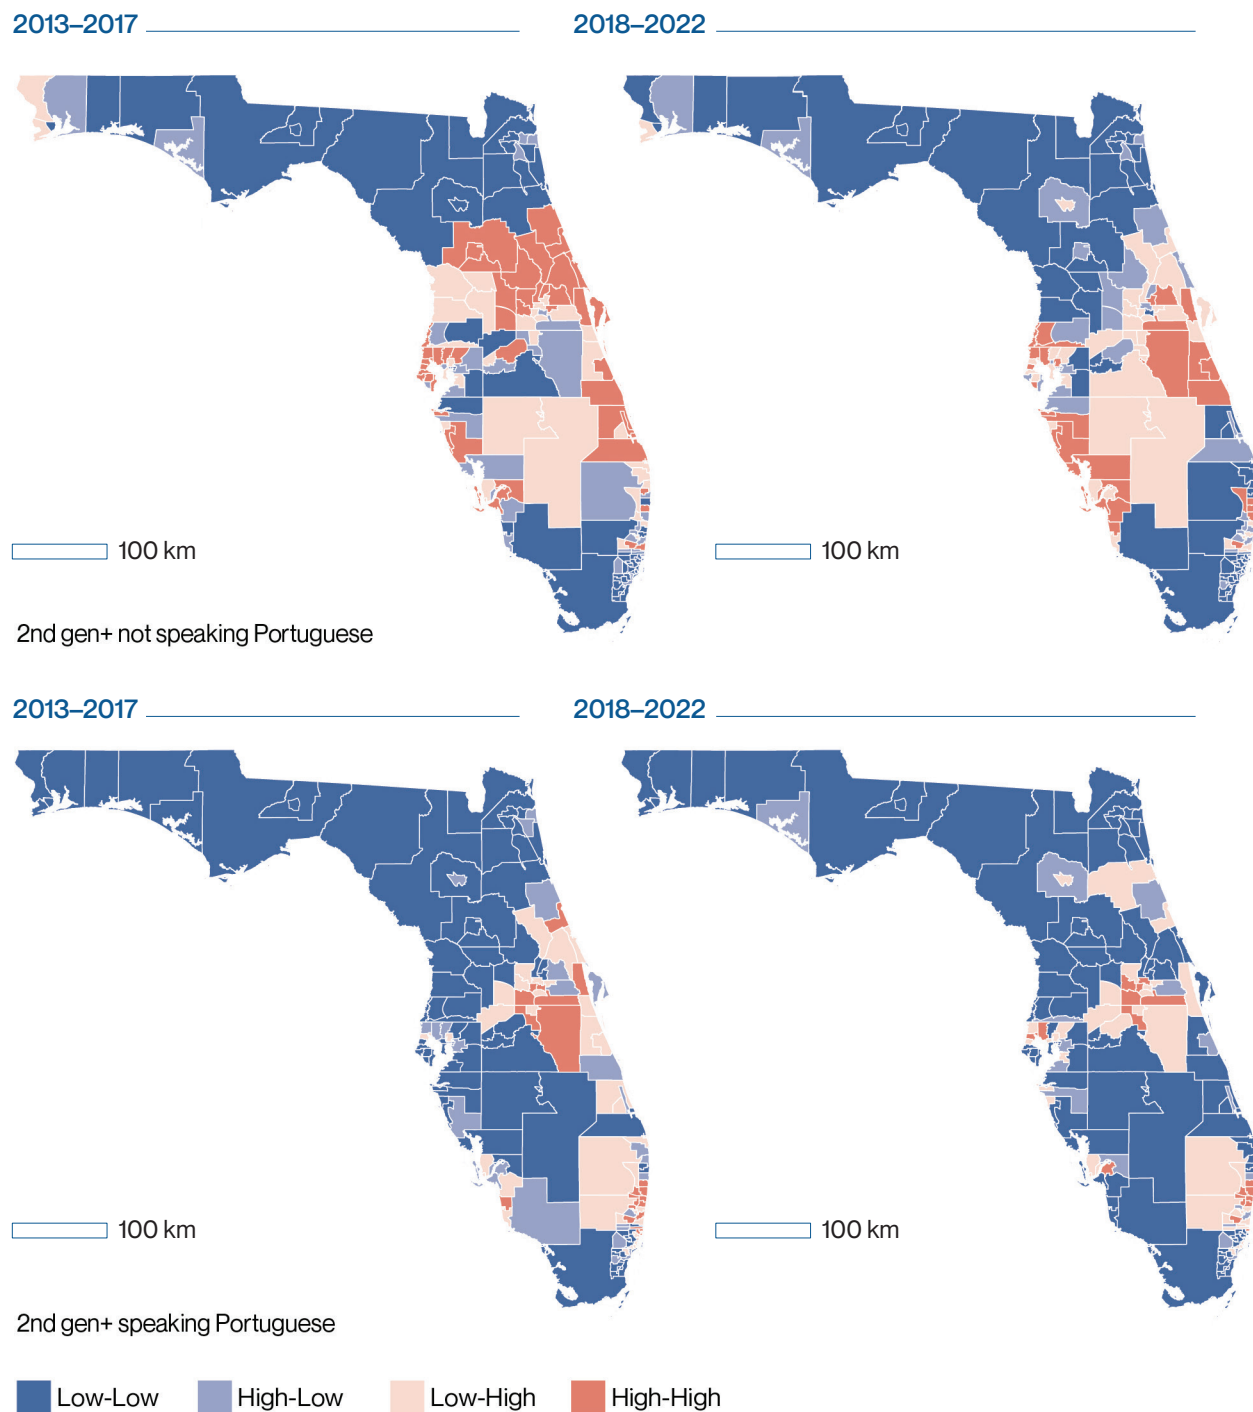 2013–2017 2018–2022
100 km 100 km
2nd gen+ not speaking Portuguese
2013–2017 2018–2022
100 km 100 km
2nd gen+ speaking Portuguese
Low-Low High-Low Low-High High-High